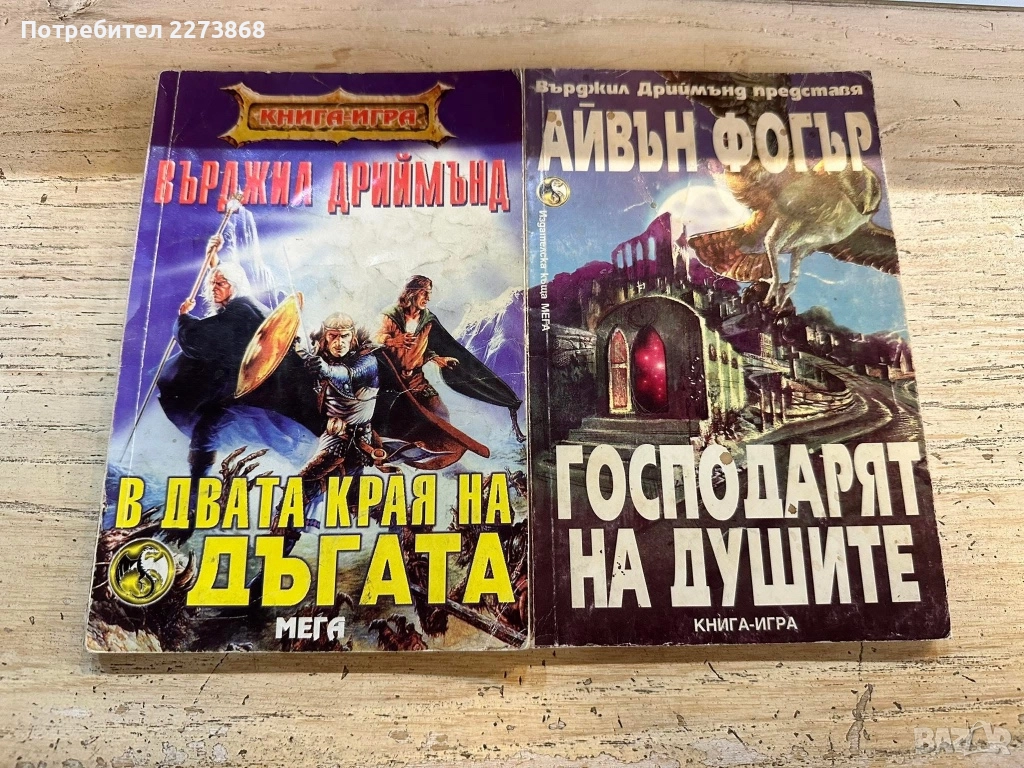 Потребител 2273868
КНИГА-ИГРА
ВЪРДЖИЛ ДРИЙМЪНД
В ДВАТА КРАЯ НА
ДЪГАТА
МЕГА
Върджил Дриймънд представя
АЙВЪН ФОГЪР
Издателска къща МЕГА
ГОСПОДАРЯТ
НА ДУШИТЕ
КНИГА-ИГРА
BAZAR